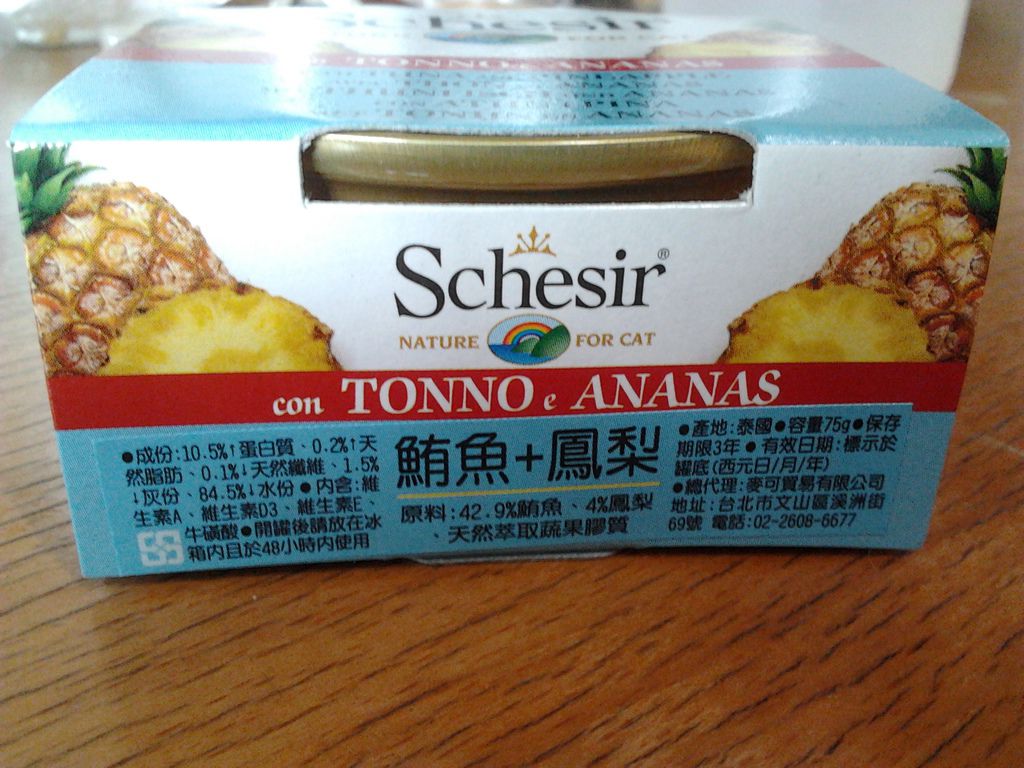 Schesir
TONNO e ANANAS
Schesir®
NATURE FOR CAT
con TONNO e ANANAS
●成份:10.5%↑蛋白質、0.2%↑天
然脂肪、0.1%↓天然纖維、1.5%
↓灰份、84.5%↓水份●內含:維
生素A、維生素D3、維生素E、
牛磺酸●開罐後請放在冰
箱內且於48小時內使用
鮪魚+鳳梨
原料:42.9%鮪魚、4%鳳梨
、天然萃取蔬果膠質
●產地:泰國●容量75g●保存
期限3年●有效日期:標示於
罐底(西元日/月/年)
●總代理:麥可貿易有限公司
地址:台北市文山區溪洲街
69號 電話:02-2608-6677